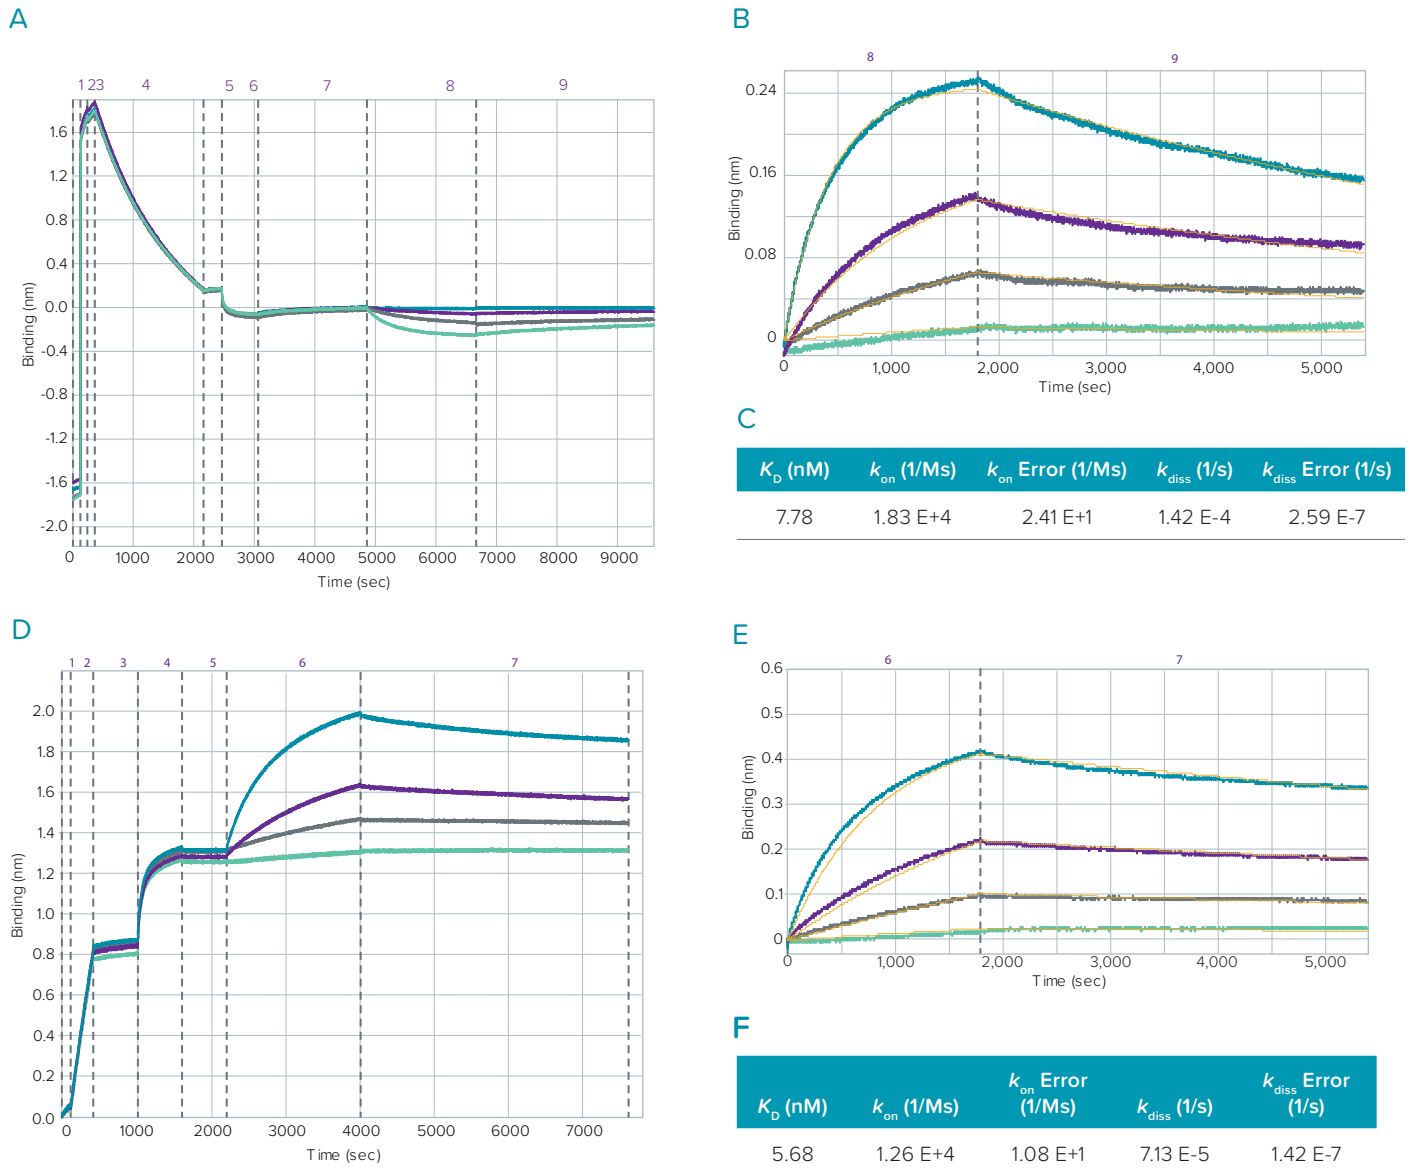 A
1 2 3 4 5 6 7 8 9
1.6
1.2
0.8
0.4
0.0
-0.4
-0.8
-1.2
-1.6
-2.0
Binding (nm)
0 1000 2000 3000 4000 5000 6000 7000 8000 9000
Time (sec)
B
8 9
0.24
0.16
0.08
0
Binding (nm)
0 1,000 2,000 3,000 4,000 5,000
Time (sec)
C
KD (nM) kon (1/Ms) kon Error (1/Ms) kdiss (1/s) kdiss Error (1/s)
7.78 1.83 E+4 2.41 E+1 1.42 E-4 2.59 E-7
D
1 2 3 4 5 6 7
2.0
1.8
1.6
1.4
1.2
1.0
0.8
0.6
0.4
0.2
0.0
Binding (nm)
0 1000 2000 3000 4000 5000 6000 7000
Time (sec)
E
6 7
0.6
0.5
0.4
0.3
0.2
0.1
0
Binding (nm)
0 1,000 2,000 3,000 4,000 5,000
Time (sec)
F
KD (nM) kon (1/Ms) kon Error (1/Ms) kdiss (1/s) kdiss Error (1/s)
5.68 1.26 E+4 1.08 E+1 7.13 E-5 1.42 E-7